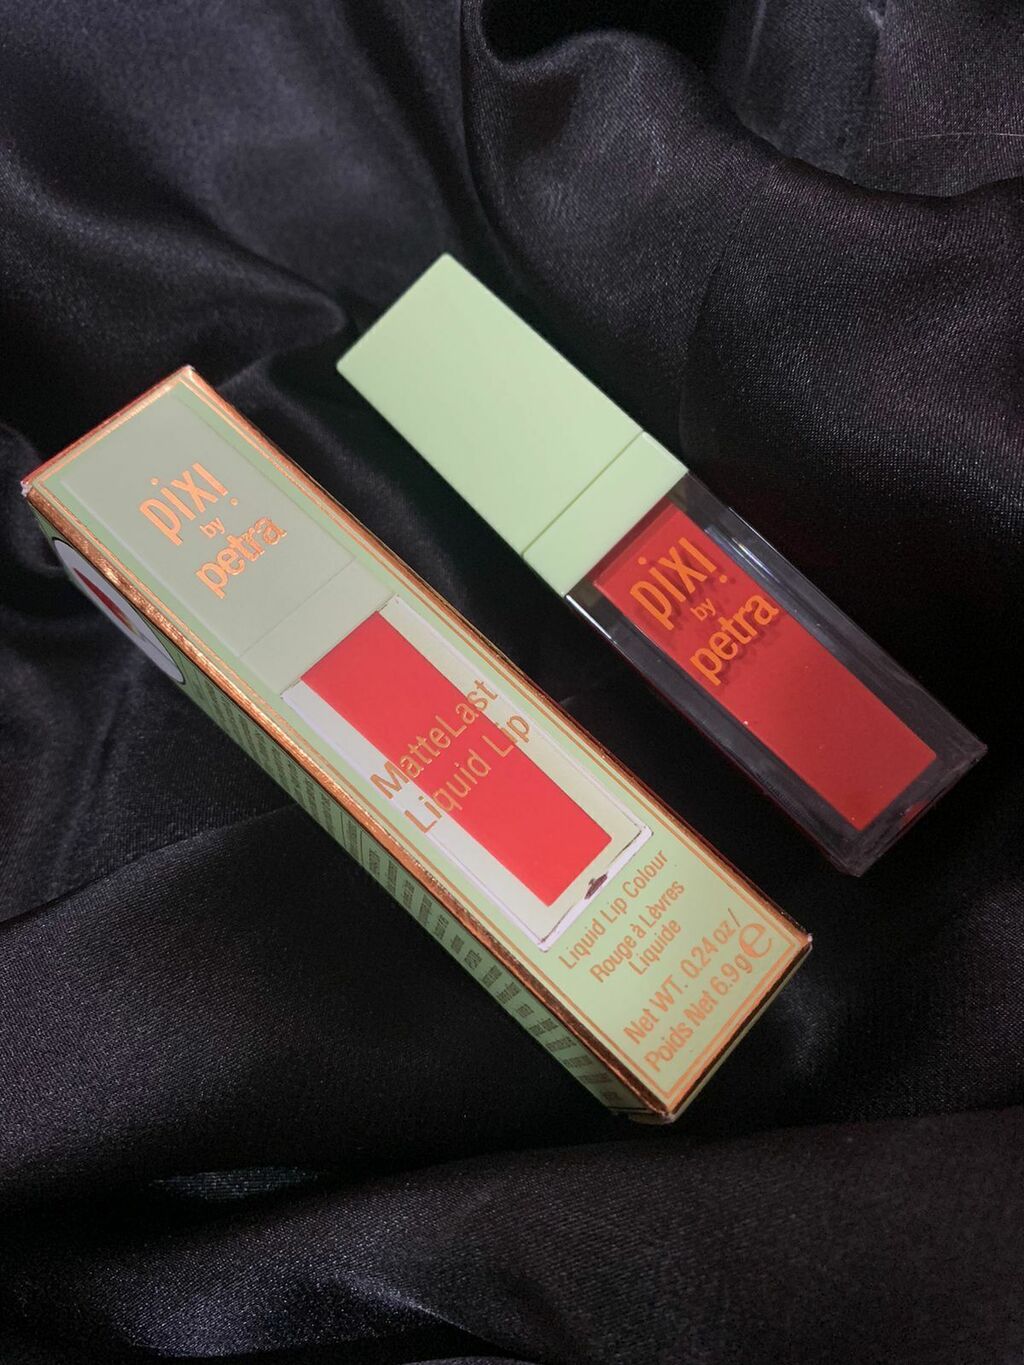 pixi
by
petra
MatteLast
Liquid Lip
Liquid Lip Colour
Rouge à Lèvres
Liquide
Net WT. 0.24 oz /
Poids Net 6.9 g e
pixi
by
petra